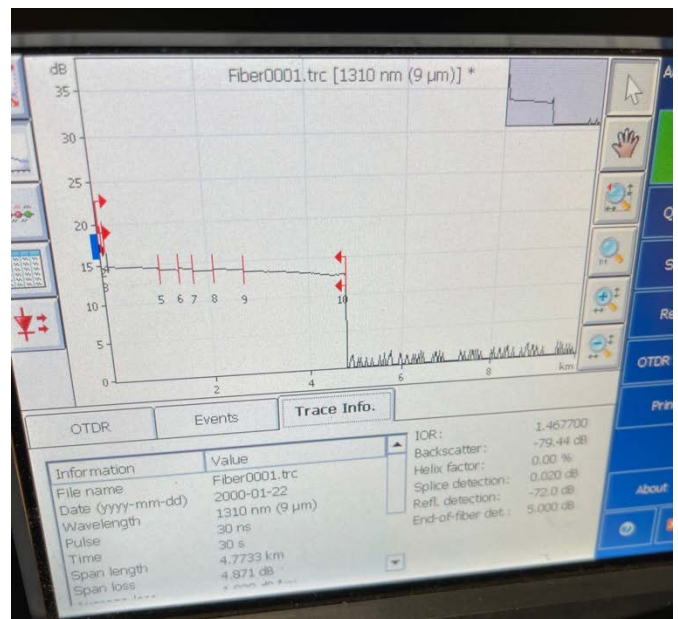 dB
Fiber0001.trc [1310 nm (9 µm)] *
35
30
25
20
15
10
5
0
2
3
5 6 7 8 9 10
2 4 6 8 km
OTDR
Print
About
OTDR Events Trace Info.
Information Value
File name Fiber0001.trc
Date (yyyy-mm-dd) 2000-01-22
Wavelength 1310 nm (9 µm)
Pulse 30 ns
Time 30 s
Span length 4.7733 km
Span loss 4.871 dB
IOR: 1.467700
Backscatter: -79.44 dB
Helix factor: 0.00 %
Splice detection: 0.020 dB
Refl. detection: -72.0 dB
End-of-fiber det.: 5.000 dB